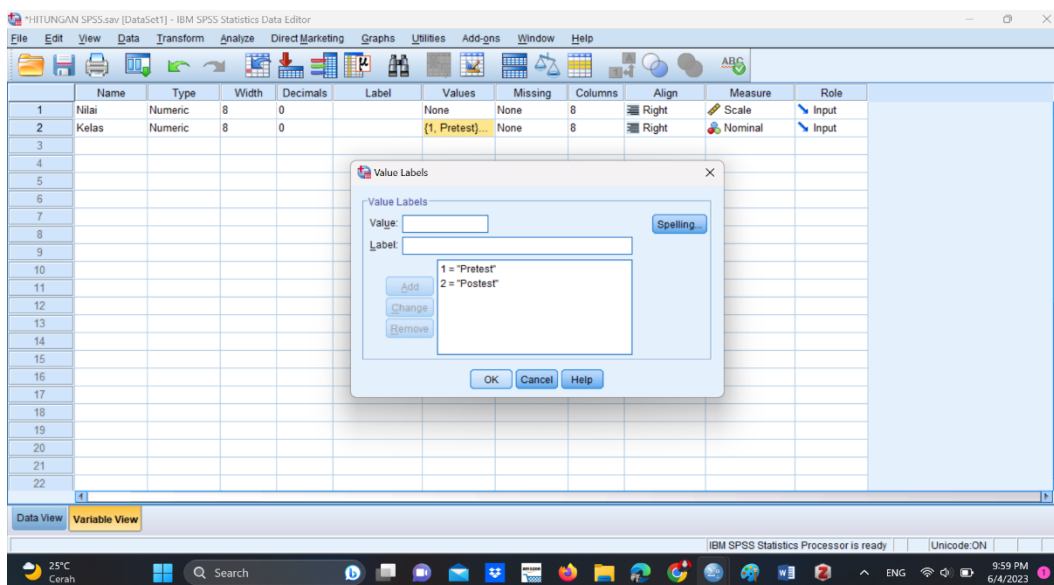 *HITUNGAN SPSS.sav [DataSet1] - IBM SPSS Statistics Data Editor
File Edit View Data Transform Analyze Direct Marketing Graphs Utilities Add-ons Window Help
ABC
Name Type Width Decimals Label Values Missing Columns Align Measure Role
1 Nilai Numeric 8 0 None None 8 Right Scale Input
2 Kelas Numeric 8 0 {1, Pretest}... None 8 Right Nominal Input
3
4
5
6
7
8
9
10
11
12
13
14
15
16
17
18
19
20
21
22
Value Labels
Value Labels
Value:
Spelling...
Label:
1 = "Pretest"
2 = "Postest"
Add
Change
Remove
OK Cancel Help
Data View Variable View
IBM SPSS Statistics Processor is ready Unicode:ON
25°C
Cerah
Search
ENG
9:59 PM
6/4/2023
1